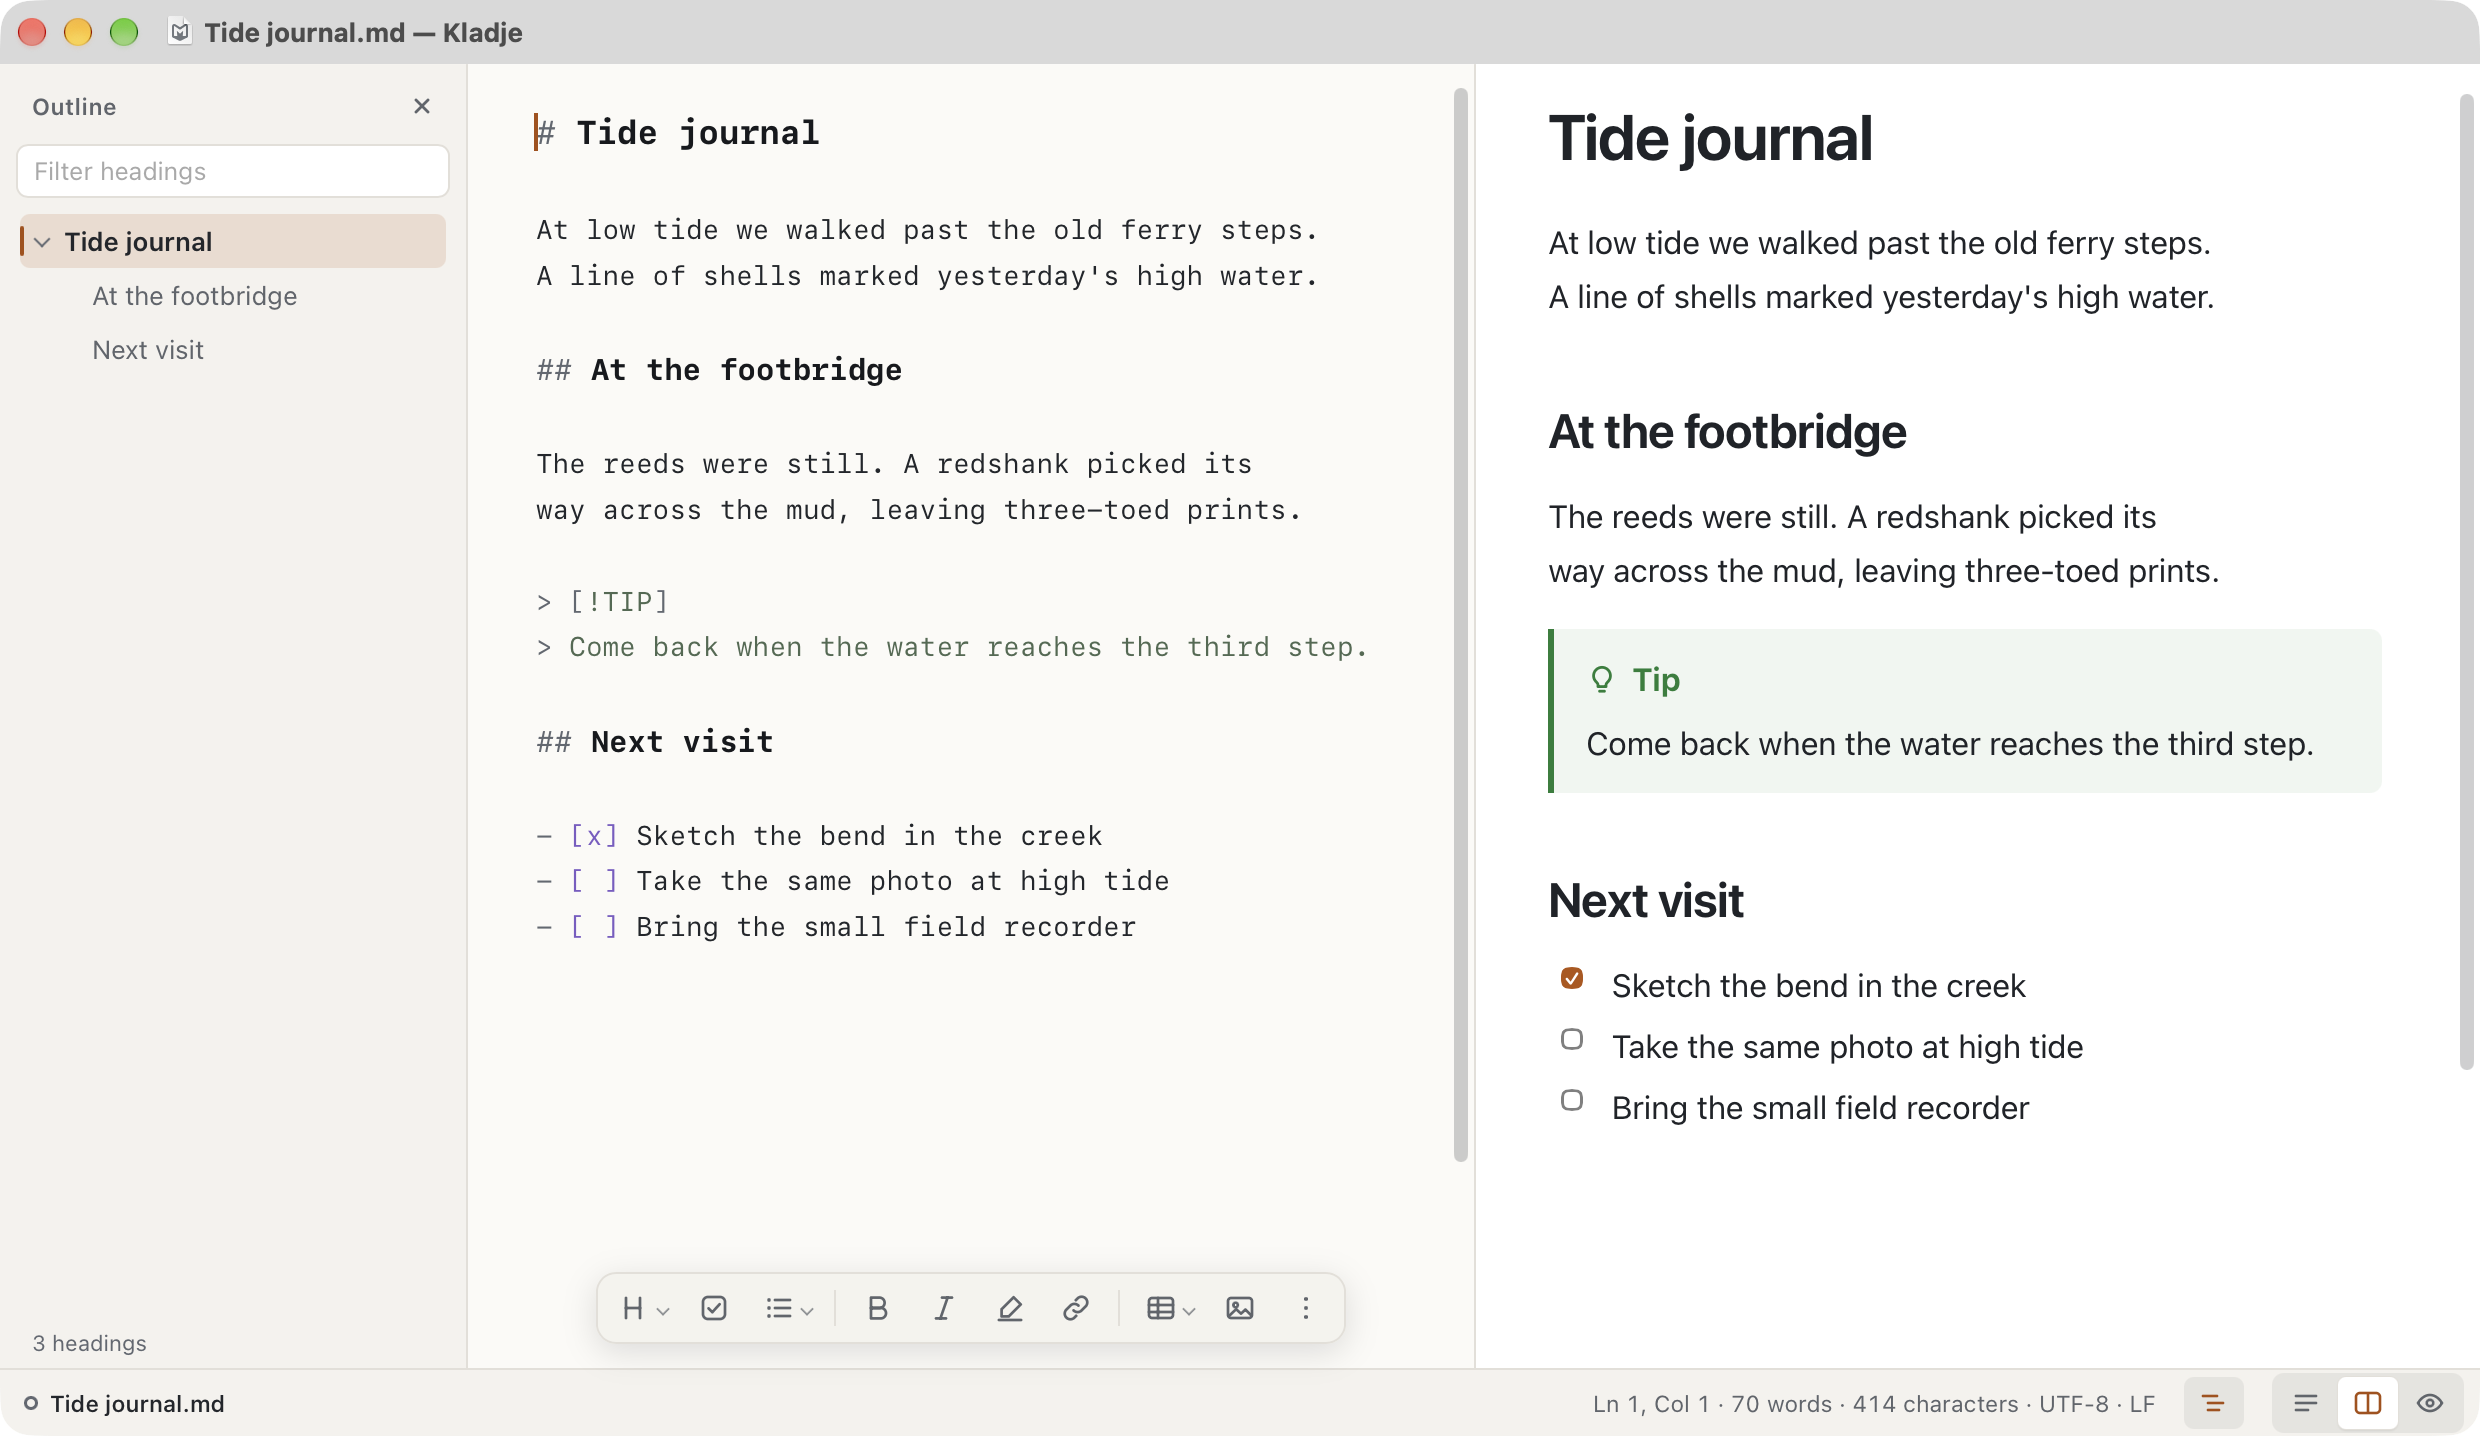 Tide journal.md — Kladje
Outline
Filter headings
Tide journal
At the footbridge
Next visit
3 headings
# Tide journal
At low tide we walked past the old ferry steps.
A line of shells marked yesterday's high water.
## At the footbridge
The reeds were still. A redshank picked its
way across the mud, leaving three-toed prints.
> [!TIP]
> Come back when the water reaches the third step.
## Next visit
- [x] Sketch the bend in the creek
- [ ] Take the same photo at high tide
- [ ] Bring the small field recorder
H
B
I
Tide journal
At low tide we walked past the old ferry steps.
A line of shells marked yesterday's high water.
At the footbridge
The reeds were still. A redshank picked its
way across the mud, leaving three-toed prints.
Tip
Come back when the water reaches the third step.
Next visit
Sketch the bend in the creek
Take the same photo at high tide
Bring the small field recorder
Tide journal.md
Ln 1, Col 1 · 70 words · 414 characters · UTF-8 · LF